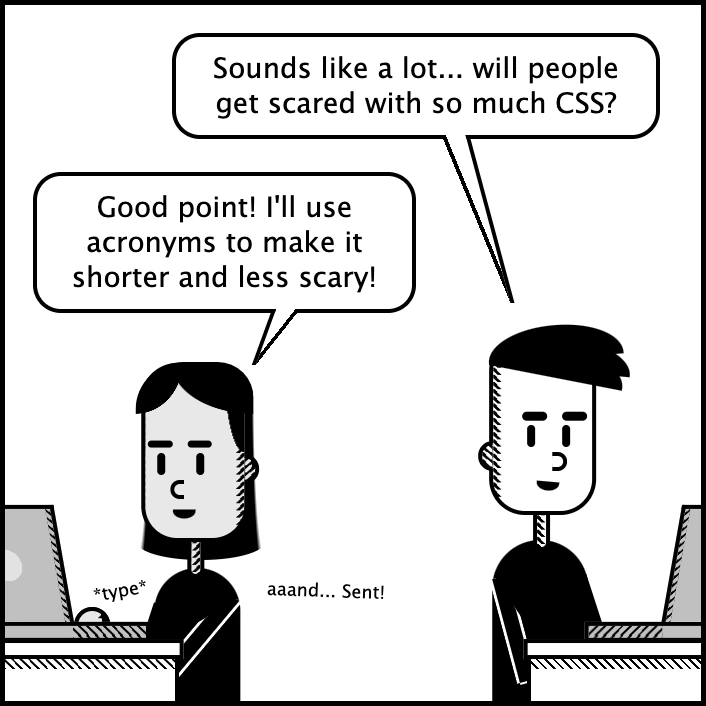 Sounds like a lot... will people
get scared with so much CSS?
Good point! I'll use
acronyms to make it
shorter and less scary!
*type*
aaand... Sent!